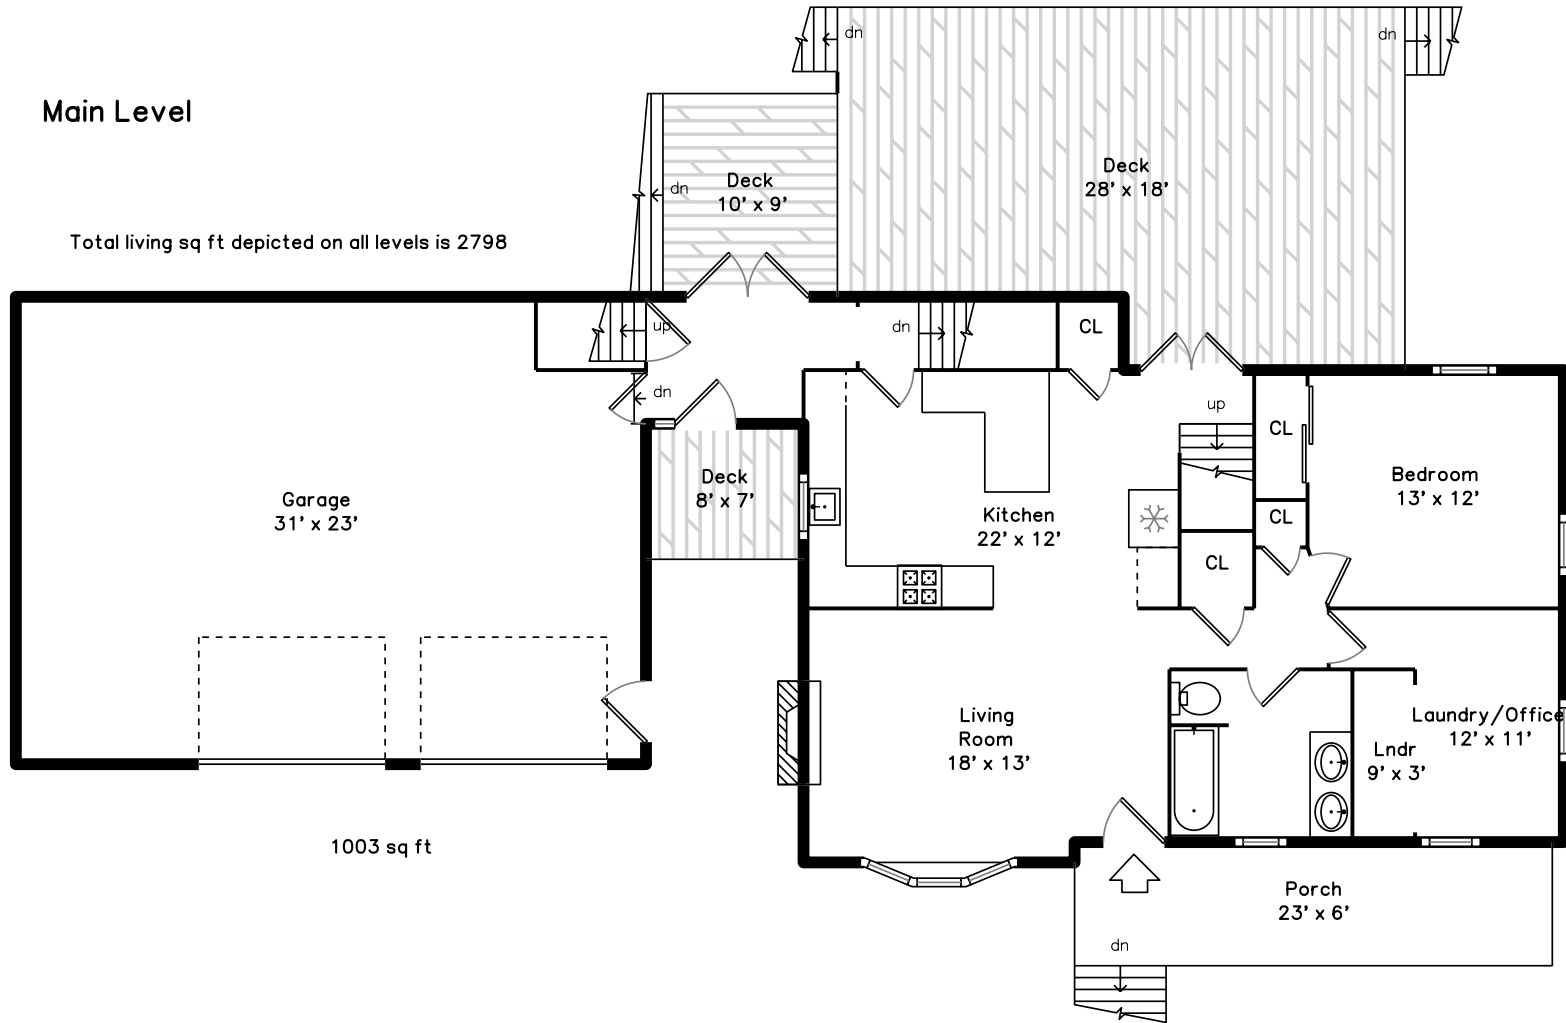 dn
dn
Main Level
Deck
28' x 18'
Deck
10' x 9'
dn
Total living sq ft depicted on all levels is 2798
up
dn
CL
dn
up
CL
Deck
8' x 7'
Bedroom
13' x 12'
Garage
31' x 23'
Kitchen
22' x 12'
CL
CL
Living
Room
18' x 13'
Laundry/Office
12' x 11'
Lndr
9' x 3'
1003 sq ft
Porch
23' x 6'
dn